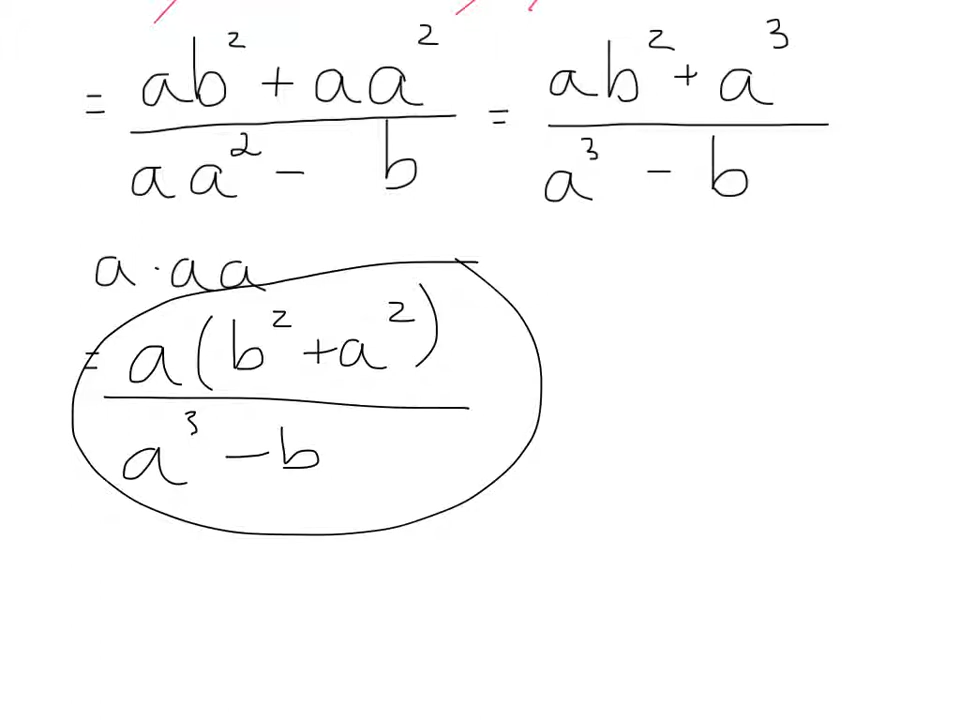 = (ab² + aa²)/(aa² - b) = (ab² + a³)/(a³ - b)
a · aa
= a(b² + a²)/(a³ - b)